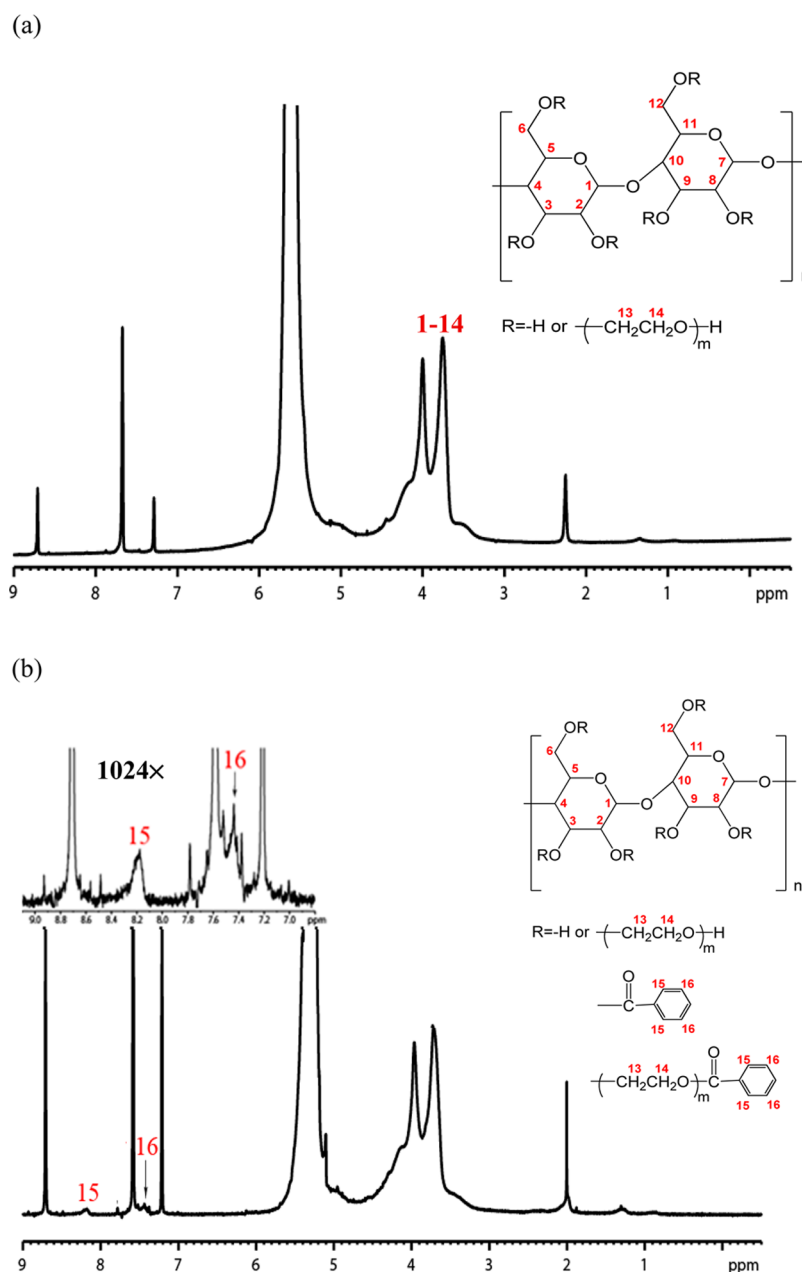 (a)
OR
OR
12
6
11
5
O
O
10
7
O
4
1
O
9
8
3
2
RO
OR
RO
OR
13 14
R=-H or —(—CH₂CH₂O—)—H
m
1-14
9 8 7 6 5 4 3 2 1 ppm
(b)
1024×
16
15
9.0 8.8 8.6 8.4 8.2 8.0 7.8 7.6 7.4 7.2 7.0 ppm
OR
OR
12
6
11
5
O
O
10
7
O
4
1
O
9
8
3
2
RO
OR
RO
OR
n
13 14
R=-H or —(—CH₂CH₂O—)—H
m
O
15 16
—C—
15 16
13 14
O
15 16
—(—CH₂CH₂O—)—C—
m
15 16
16
15
9 8 7 6 5 4 3 2 1 ppm